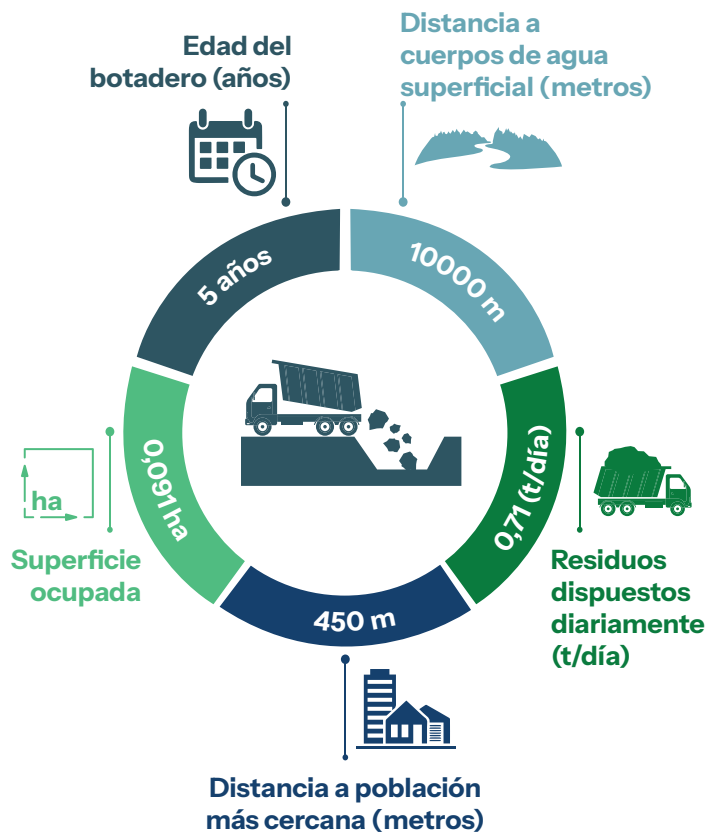 Edad del
botadero (años)
Distancia a
cuerpos de agua
superficial (metros)
5 años
10000 m
0,091 ha
0,71 (t/día)
450 m
ha
Superficie
ocupada
Residuos
dispuestos
diariamente
(t/día)
Distancia a población
más cercana (metros)